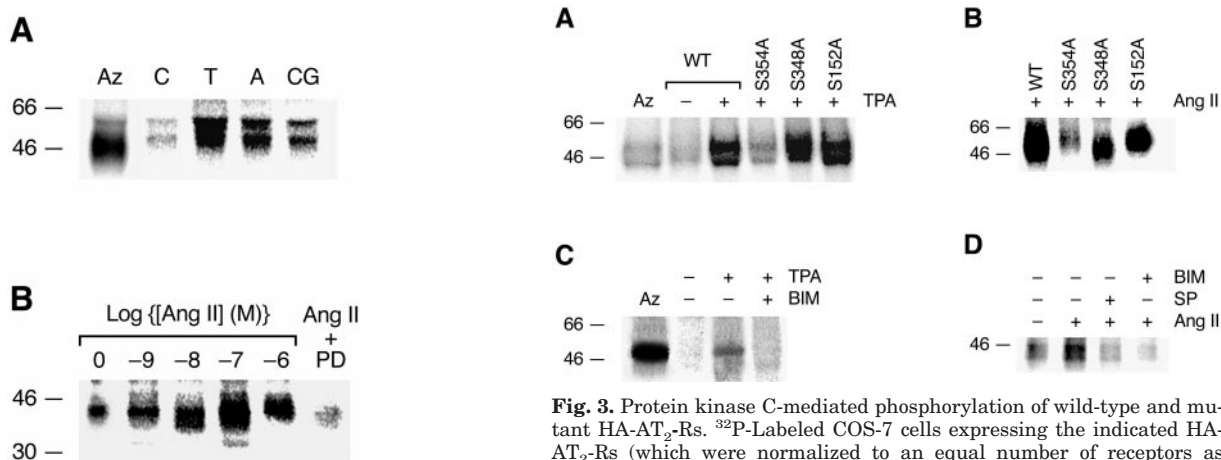 A
Az C T A CG
66 —
46 —
B
Log {[Ang II] (M)}
Ang II
+
PD
0 –9 –8 –7 –6
46 —
30 —
A
WT
S354A
S348A
S152A
Az – + + + + TPA
66 —
46 —
B
WT
S354A
S348A
S152A
+ + + + Ang II
66 —
46 —
C
– + + TPA
Az – – + BIM
66 —
46 —
D
– – – + BIM
– – + – SP
– + + + Ang II
46 —
Fig. 3. Protein kinase C-mediated phosphorylation of wild-type and mu-
tant HA-AT₂-Rs. ³²P-Labeled COS-7 cells expressing the indicated HA-
AT₂-Rs (which were normalized to an equal number of receptors as